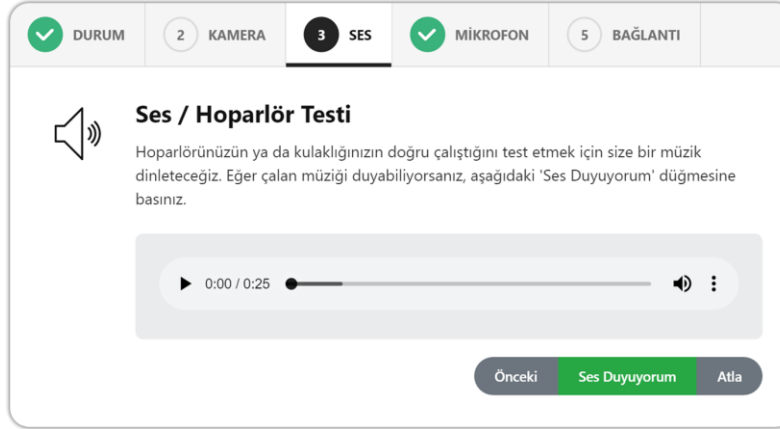 DURUM
2 KAMERA
3 SES
MİKROFON
5 BAĞLANTI
Ses / Hoparlör Testi
Hoparlörünüzün ya da kulaklığınızın doğru çalıştığını test etmek için size bir müzik
dinleteceğiz. Eğer çalan müziği duyabiliyorsanız, aşağıdaki 'Ses Duyuyorum' düğmesine
basınız.
0:00 / 0:25
Önceki
Ses Duyuyorum
Atla